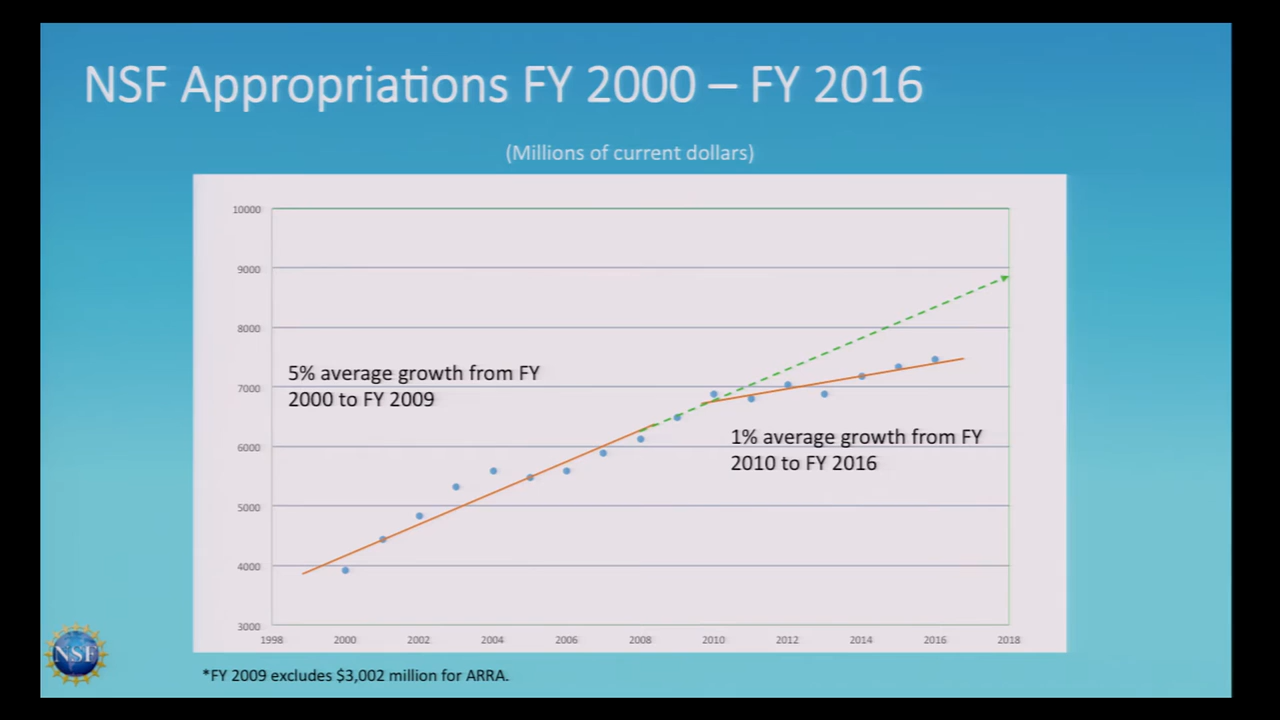 NSF Appropriations FY 2000 – FY 2016
(Millions of current dollars)
10000
9000
8000
7000
6000
5000
4000
3000
5% average growth from FY
2000 to FY 2009
1% average growth from FY
2010 to FY 2016
1998 2000 2002 2004 2006 2008 2010 2012 2014 2016 2018
NSF
*FY 2009 excludes $3,002 million for ARRA.